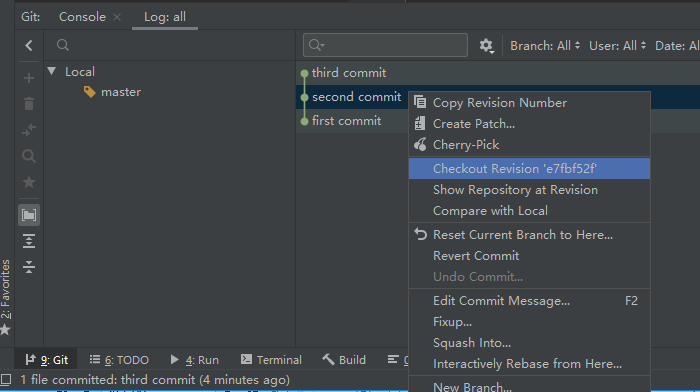 Git: Console Log: all
Branch: All User: All Date: Al
Local
master
third commit
second commit
first commit
Copy Revision Number
Create Patch...
Cherry-Pick
Checkout Revision 'e7fbf52f'
Show Repository at Revision
Compare with Local
Reset Current Branch to Here...
Revert Commit
Undo Commit...
Edit Commit Message... F2
Fixup...
Squash Into...
Interactively Rebase from Here...
New Branch...
2: Favorites
9: Git 6: TODO 4: Run Terminal Build 0
1 file committed: third commit (4 minutes ago)